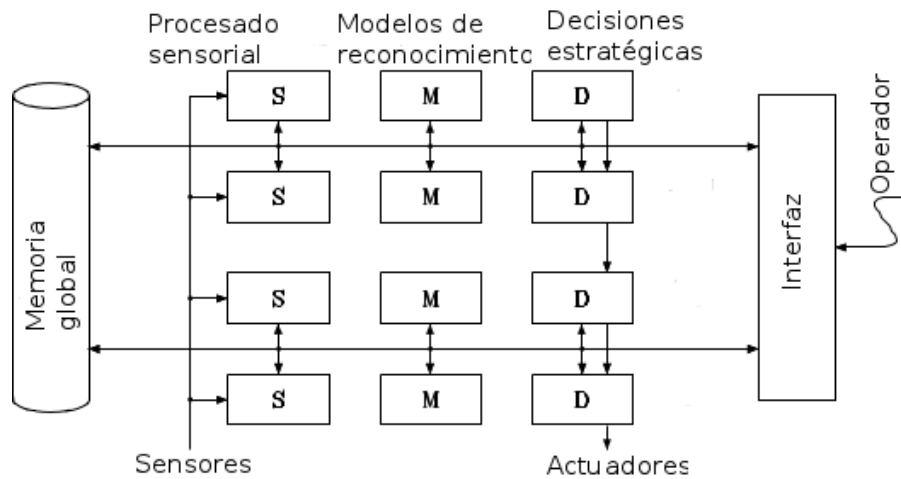 Procesado
sensorial
Modelos de
reconocimiento
Decisiones
estratégicas
S
M
D
S
M
D
S
M
D
S
M
D
Memoria
global
Interfaz
Operador
Sensores
Actuadores